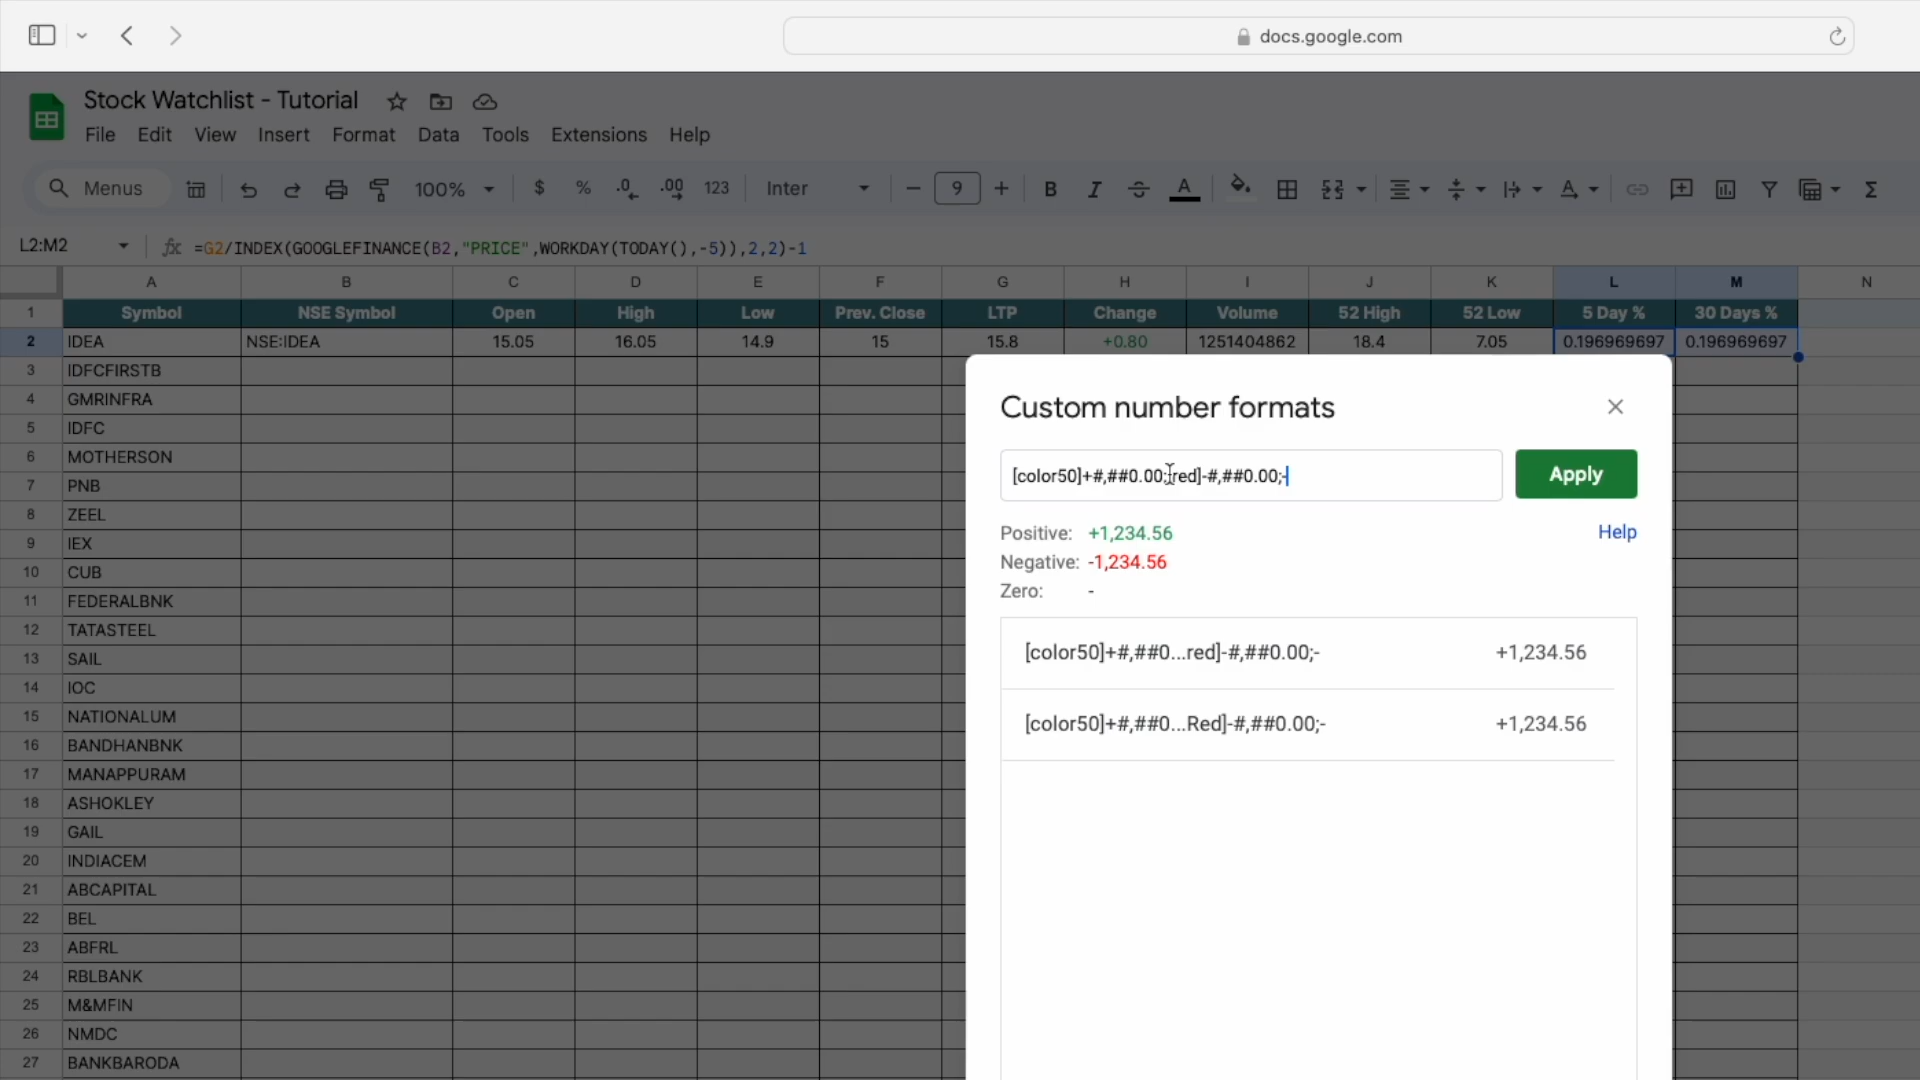 docs.google.com
Stock Watchlist - Tutorial
File Edit View Insert Format Data Tools Extensions Help
Menus 100% $ % .0 .00 123 Inter 9 B I A Σ
L2:M2 fx =G2/INDEX(GOOGLEFINANCE(B2,"PRICE",WORKDAY(TODAY(),-5)),2,2)-1
A B C D E F G H I J K L M N
1 Symbol NSE Symbol Open High Low Prev. Close LTP Change Volume 52 High 52 Low 5 Day % 30 Days %
2 IDEA NSE:IDEA 15.05 16.05 14.9 15 15.8 +0.80 1251404862 18.4 7.05 0.196969697 0.196969697
3 IDFCFIRSTB
4 GMRINFRA
5 IDFC
6 MOTHERSON
7 PNB
8 ZEEL
9 IEX
10 CUB
11 FEDERALBNK
12 TATASTEEL
13 SAIL
14 IOC
15 NATIONALUM
16 BANDHANBNK
17 MANAPPURAM
18 ASHOKLEY
19 GAIL
20 INDIACEM
21 ABCAPITAL
22 BEL
23 ABFRL
24 RBLBANK
25 M&MFIN
26 NMDC
27 BANKBARODA
Custom number formats
[color50]+#,##0.00;[red]-#,##0.00;-
Apply
Positive: +1,234.56
Help
Negative: -1,234.56
Zero: -
[color50]+#,##0...red]-#,##0.00;- +1,234.56
[color50]+#,##0...Red]-#,##0.00;- +1,234.56